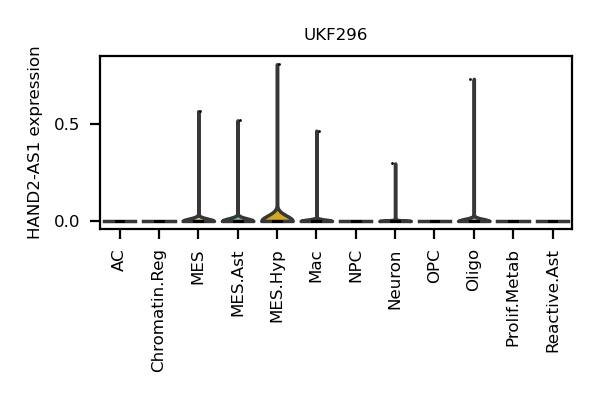 UKF296
HAND2-AS1 expression
0.5
0.0
AC
Chromatin.Reg
MES
MES.Ast
MES.Hyp
Mac
NPC
Neuron
OPC
Oligo
Prolif.Metab
Reactive.Ast